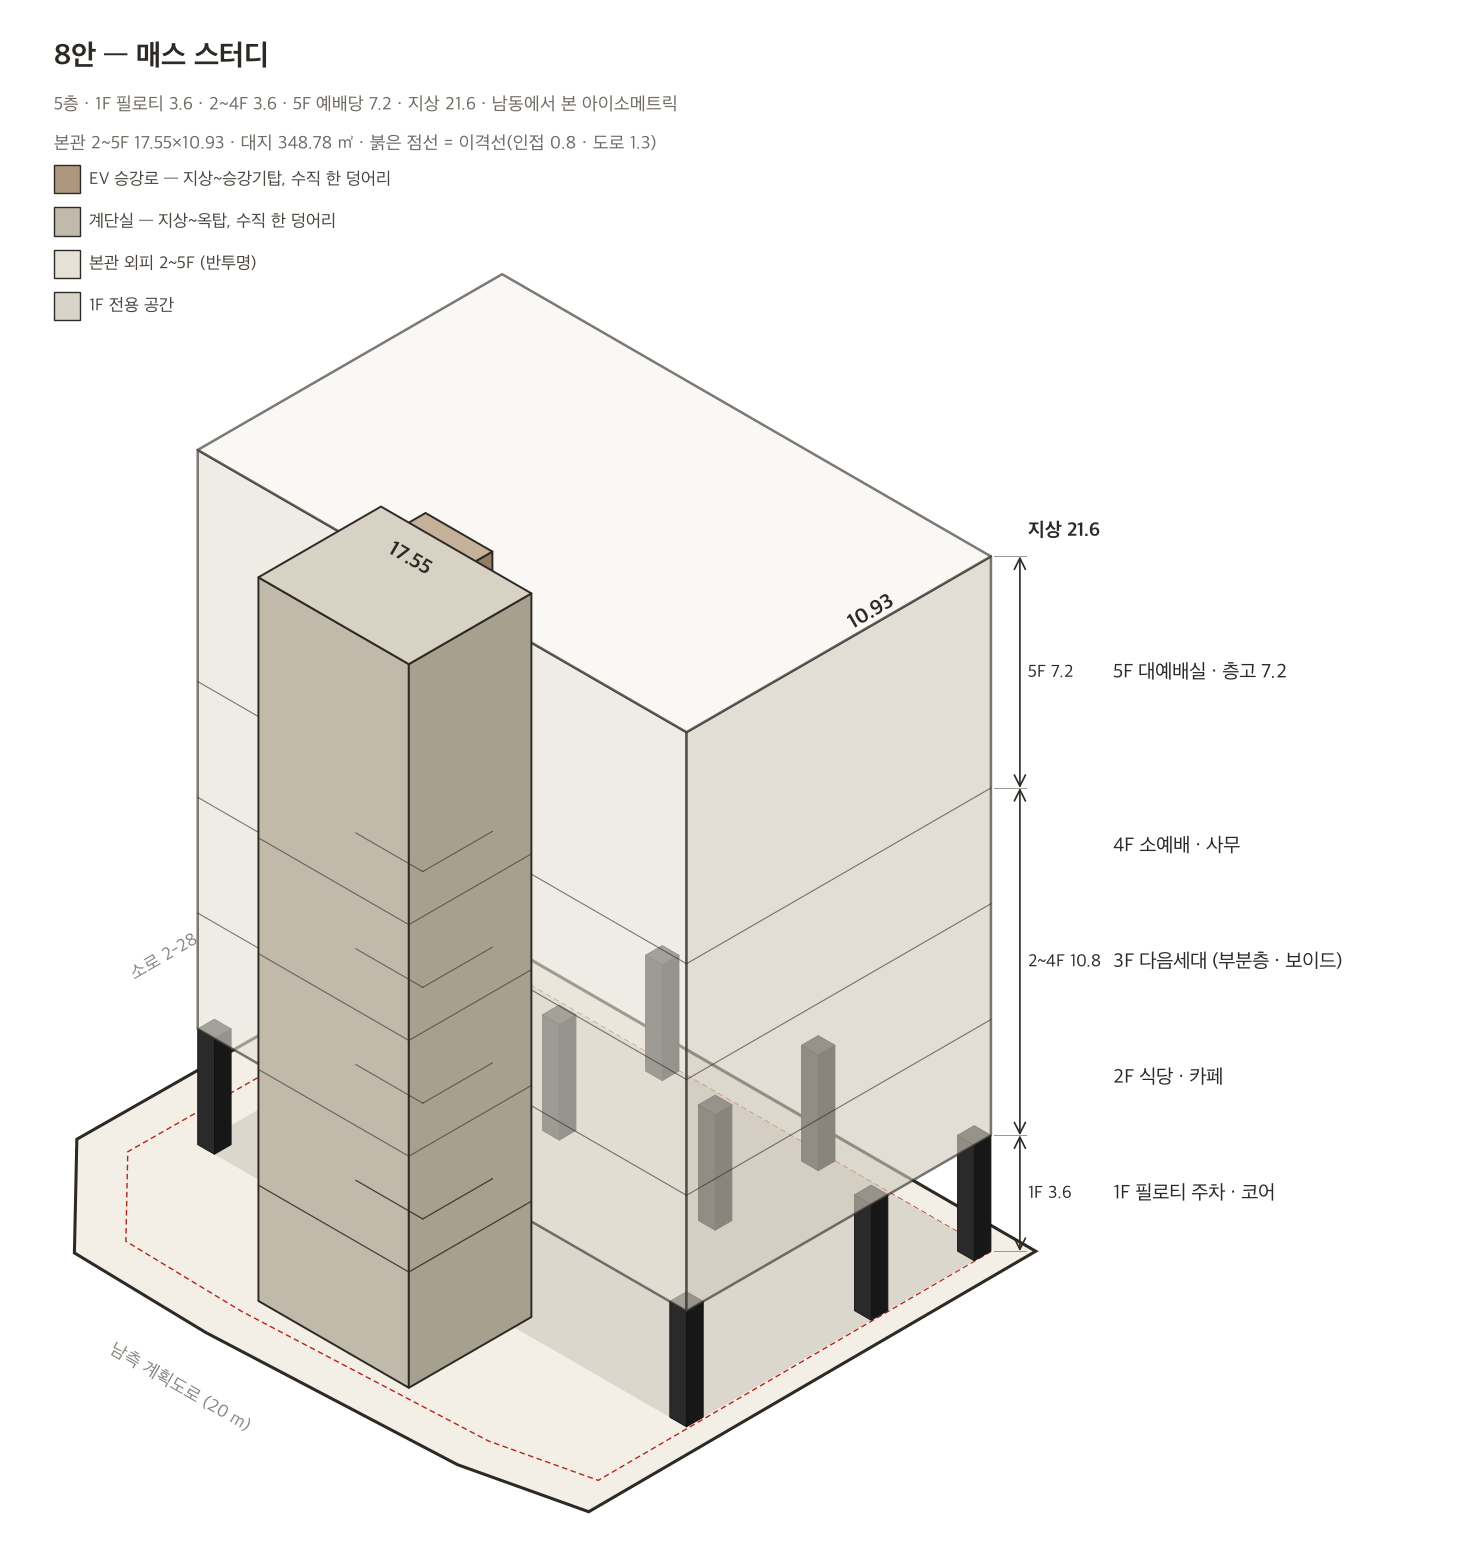 8안 — 매스 스터디
5층 · 1F 필로티 3.6 · 2~4F 3.6 · 5F 예배당 7.2 · 지상 21.6 · 남동에서 본 아이소메트릭
본관 2~5F 17.55×10.93 · 대지 348.78 ㎡ · 붉은 점선 = 이격선(인접 0.8 · 도로 1.3)
EV 승강로 — 지상~승강기탑, 수직 한 덩어리
계단실 — 지상~옥탑, 수직 한 덩어리
본관 외피 2~5F (반투명)
1F 전용 공간
지상 21.6
17.55
10.93
5F 7.2 5F 대예배실 · 층고 7.2
4F 소예배 · 사무
소로 2-28
2~4F 10.8 3F 다음세대 (부분층 · 보이드)
2F 식당 · 카페
1F 3.6 1F 필로티 주차 · 코어
남측 계획도로 (20 m)